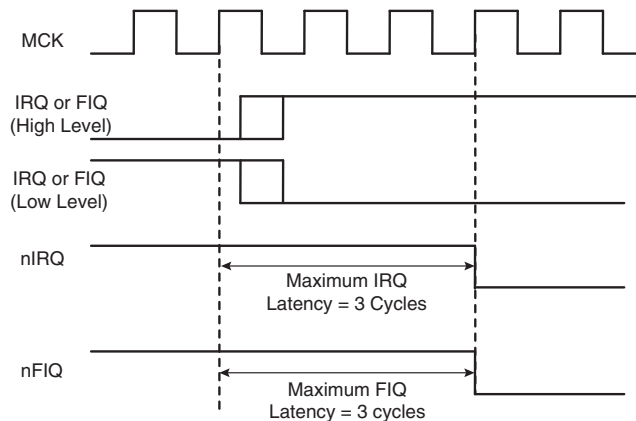 MCK
IRQ or FIQ
(High Level)
IRQ or FIQ
(Low Level)
nIRQ
Maximum IRQ
Latency = 3 Cycles
nFIQ
Maximum FIQ
Latency = 3 cycles